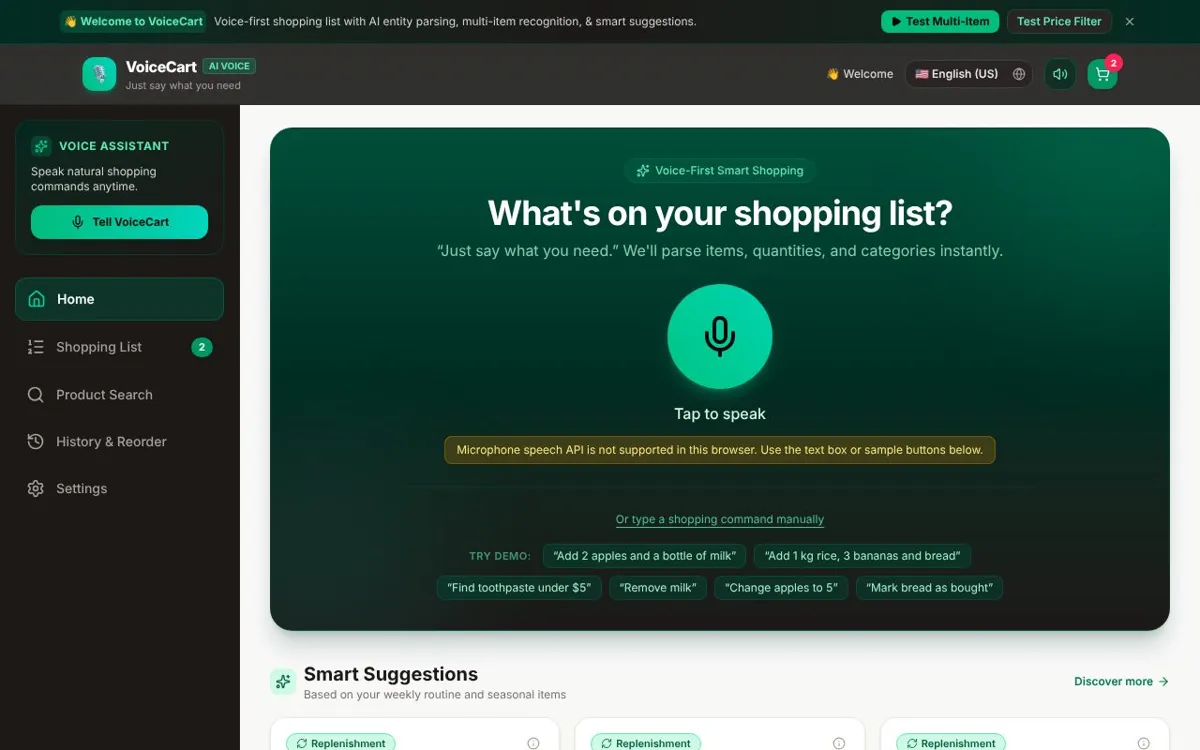 👋 Welcome to VoiceCart Voice-first shopping list with AI entity parsing, multi-item recognition, & smart suggestions. ▶ Test Multi-Item Test Price Filter ×
VoiceCart AI VOICE
Just say what you need
👋 Welcome 🇺🇸 English (US) 2
VOICE ASSISTANT
Speak natural shopping
commands anytime.
Tell VoiceCart
Home
Shopping List 2
Product Search
History & Reorder
Settings
Voice-First Smart Shopping
What's on your shopping list?
“Just say what you need.” We'll parse items, quantities, and categories instantly.
Tap to speak
Microphone speech API is not supported in this browser. Use the text box or sample buttons below.
Or type a shopping command manually
TRY DEMO: “Add 2 apples and a bottle of milk” “Add 1 kg rice, 3 bananas and bread”
“Find toothpaste under $5” “Remove milk” “Change apples to 5” “Mark bread as bought”
Smart Suggestions
Based on your weekly routine and seasonal items
Discover more →
Replenishment Replenishment Replenishment